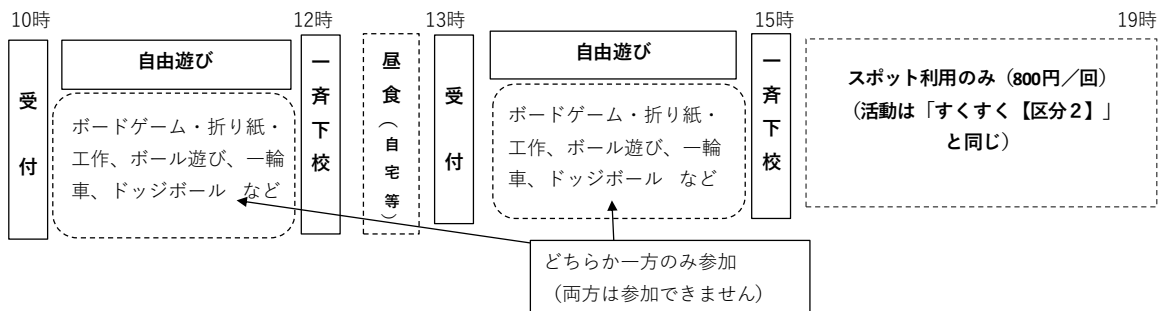 10時
12時
13時
15時
19時
受付
自由遊び
ボードゲーム・折り紙・
工作、ボール遊び、一輪
車、ドッジボール など
一斉下校
昼食(自宅等)
受付
自由遊び
ボードゲーム・折り紙・
工作、ボール遊び、一輪
車、ドッジボール など
一斉下校
スポット利用のみ（800円／回）
（活動は「すくすく【区分２】」
と同じ）
どちらか一方のみ参加
（両方は参加できません）